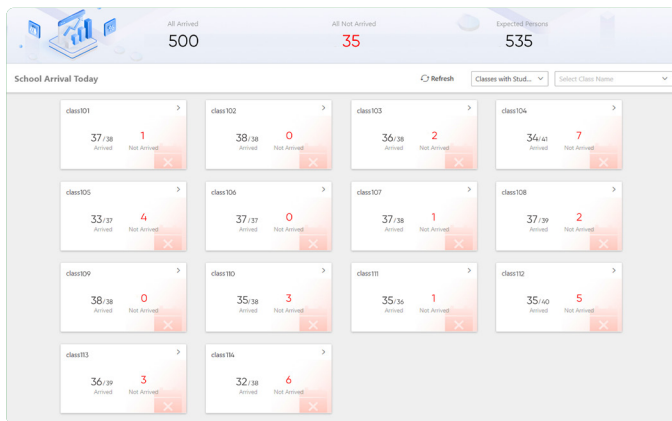 All Arrived All Not Arrived Expected Persons
500 35 535
School Arrival Today Refresh Classes with Stud... Select Class Name
class101 class102 class103 class104
37/38 1 38/38 0 36/38 2 34/41 7
Arrived Not Arrived Arrived Not Arrived Arrived Not Arrived Arrived Not Arrived
class105 class106 class107 class108
33/37 4 37/37 0 37/38 1 37/39 2
Arrived Not Arrived Arrived Not Arrived Arrived Not Arrived Arrived Not Arrived
class109 class110 class111 class112
38/38 0 35/38 3 35/36 1 35/40 5
Arrived Not Arrived Arrived Not Arrived Arrived Not Arrived Arrived Not Arrived
class113 class114
36/39 3 32/38 6
Arrived Not Arrived Arrived Not Arrived